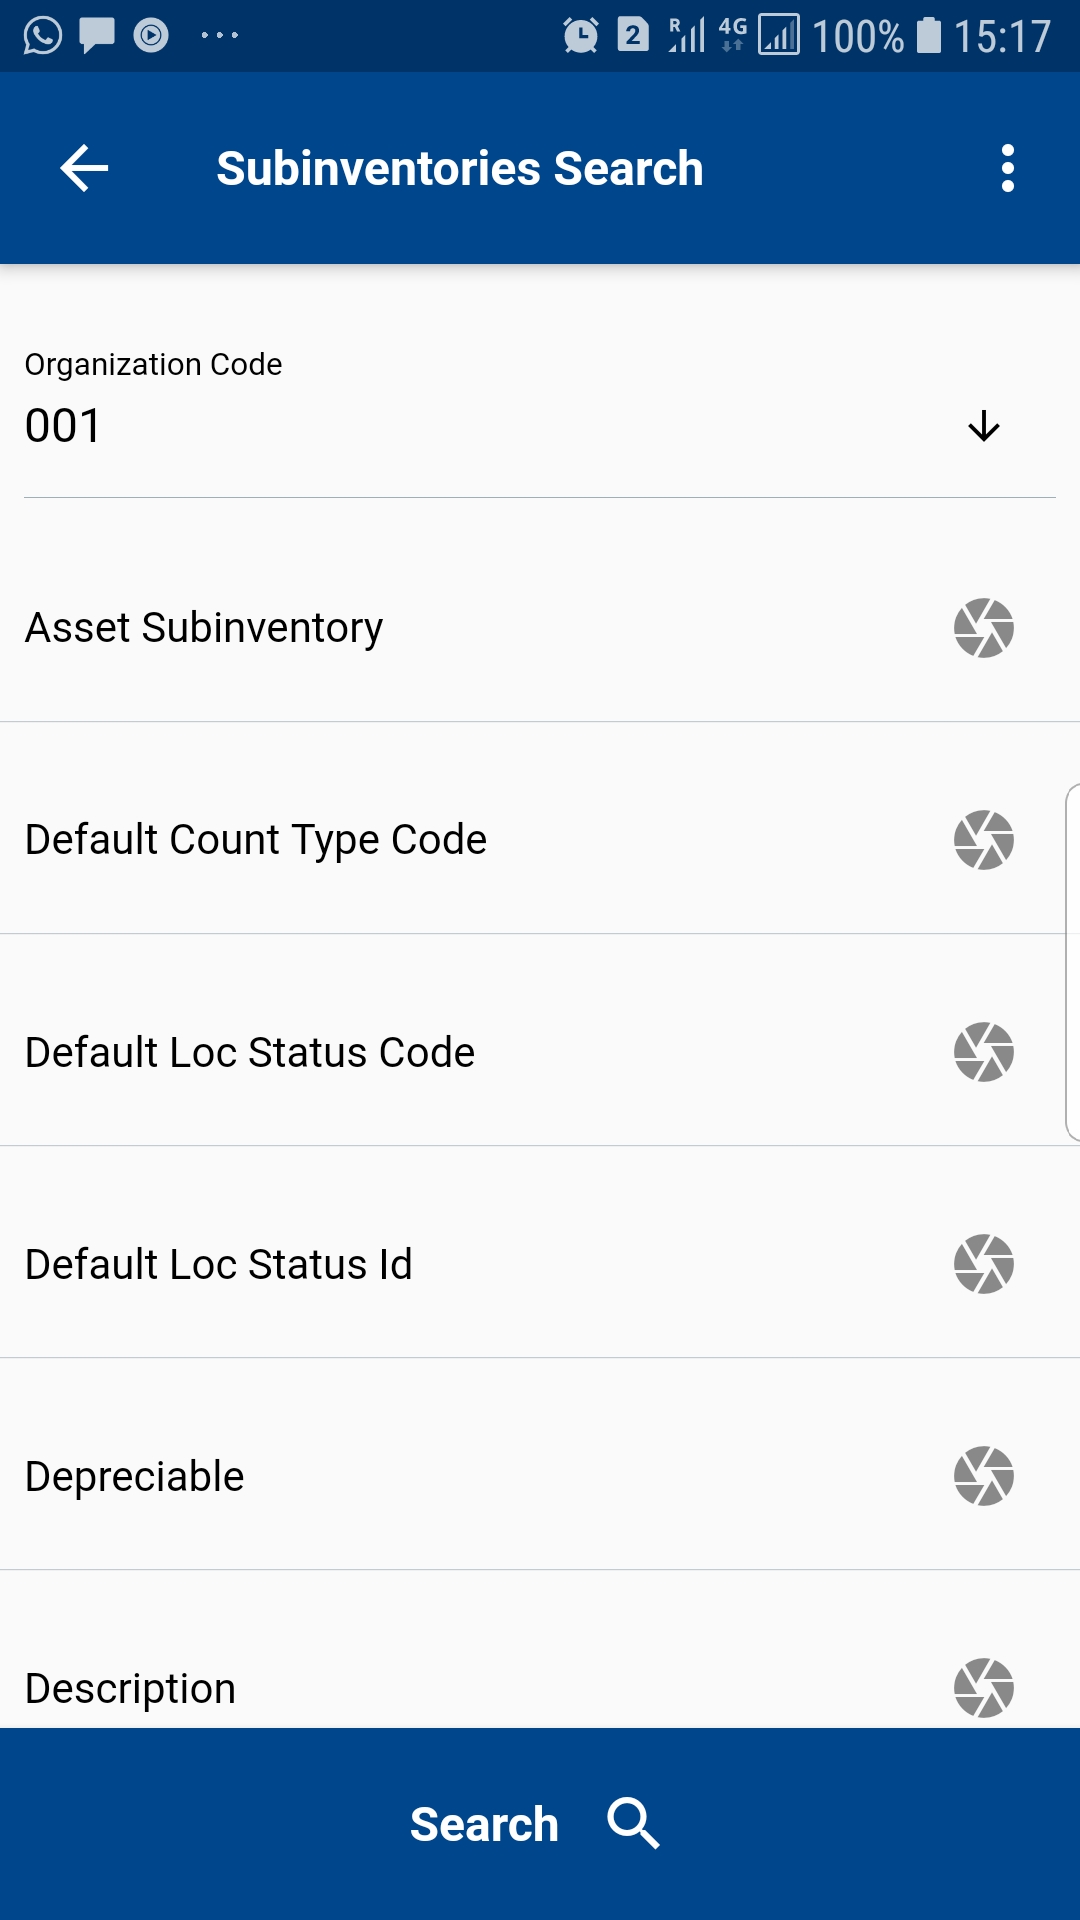 2 R 4G 100% 15:17
Subinventories Search
Organization Code
001
Asset Subinventory
Default Count Type Code
Default Loc Status Code
Default Loc Status Id
Depreciable
Description
Search